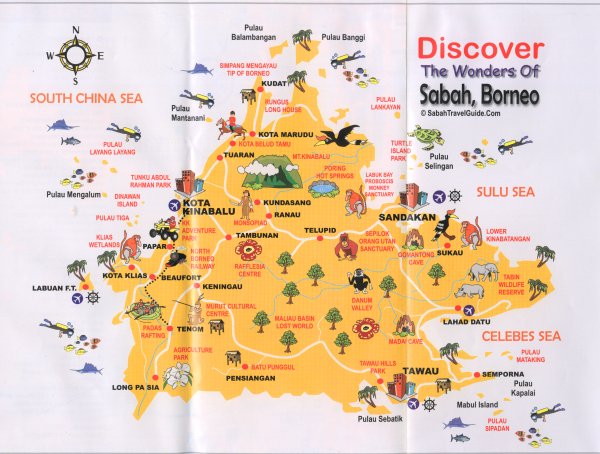 N
W
E
S
Discover
The Wonders Of
Sabah, Borneo
© SabahTravelGuide.Com
SOUTH CHINA SEA
SULU SEA
CELEBES SEA
Pulau
Balambangan
Pulau Banggi
SIMPANG MENGAYAU
TIP OF BORNEO
KUDAT
RUNGUS
LONG HOUSE
Pulau
Mantanani
PULAU
LANKAYAN
KOTA MARUDU
KOTA BELUD TAMU
TUARAN
PULAU
LAYANG LAYANG
MT.KINABALU
PORING
HOT SPRINGS
TURTLE
ISLAND
PARK
Pulau
Selingan
LABUK BAY
PROBOSCIS
MONKEY
SANCTUARY
TUNKU ABDUL
RAHMAN PARK
Pulau Mengalum
DINAWAN
ISLAND
KOTA
KINABALU
KUNDASANG
RANAU
MONSOPIAD
SANDAKAN
PULAU TIGA
KK
ADVENTURE
PARK
TELUPID
TAMBUNAN
SEPILOK
ORANG UTAN
SANCTUARY
LOWER
KINABATANGAN
KLIAS
WETLANDS
PAPAR
NORTH
BORNEO
RAILWAY
SUKAU
GOMANTONG
CAVE
RAFFLESIA
CENTRE
KOTA KLIAS
BEAUFORT
KENINGAU
TABIN
WILDLIFE
RESERVE
LABUAN F.T.
DANUM
VALLEY
MURUT CULTURAL
CENTRE
LAHAD DATU
MALIAU BASIN
LOST WORLD
PADAS
RAFTING
TENOM
MADAI CAVE
AGRICULTURE
PARK
BATU PUNGGUL
PENSIANGAN
LONG PA SIA
TAWAU HILLS
PARK
TAWAU
SEMPORNA
PULAU
MATAKING
Pulau
Kapalai
Mabul Island
Pulau Sebatik
PULAU
SIPADAN